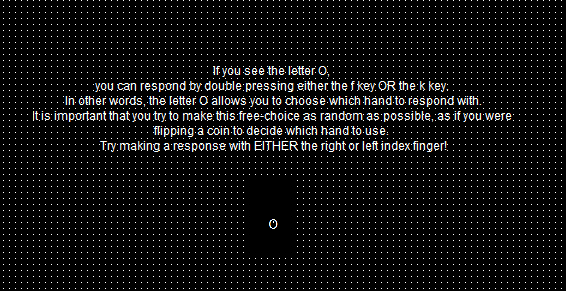 If you see the letter O,
you can respond by double pressing either the f key OR the k key.
In other words, the letter O allows you to choose which hand to respond with.
It is important that you try to make this free-choice as random as possible, as if you were
flipping a coin to decide which hand to use.
Try making a response with EITHER the right or left index finger!
O